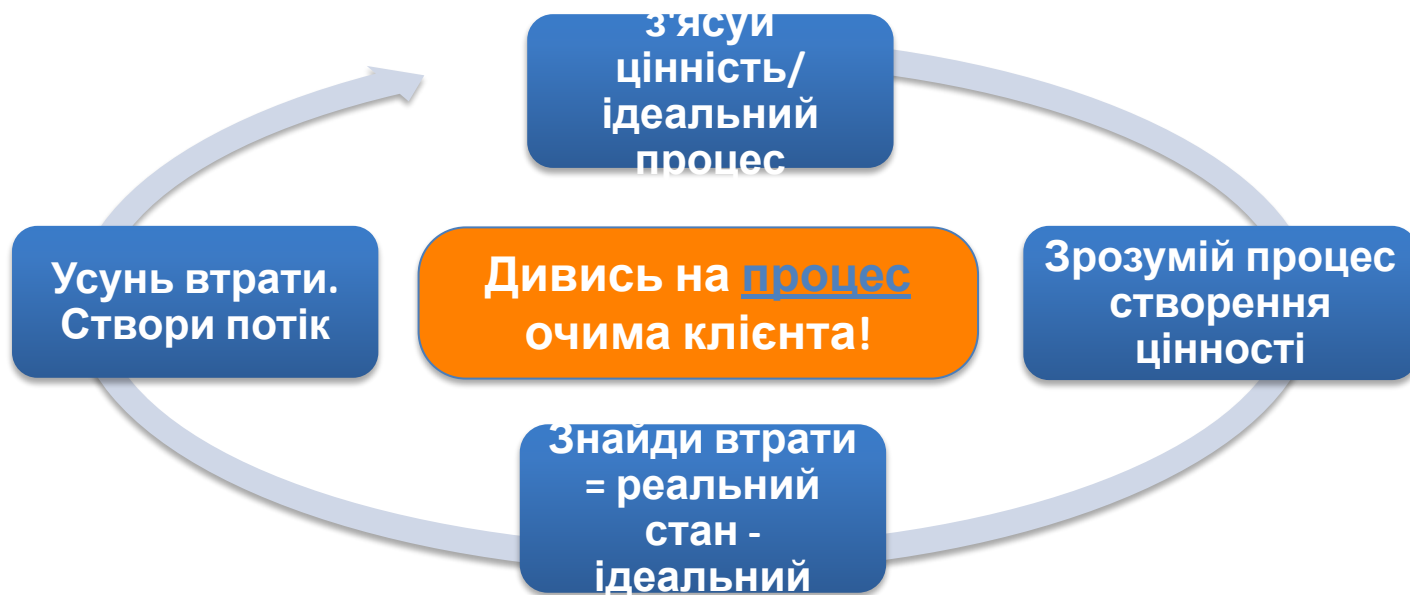 з'ясуй
цінність/
ідеальний
процес
Усунь втрати.
Створи потік
Дивись на процес
очима клієнта!
Зрозумій процес
створення
цінності
Знайди втрати
= реальний
стан -
ідеальний